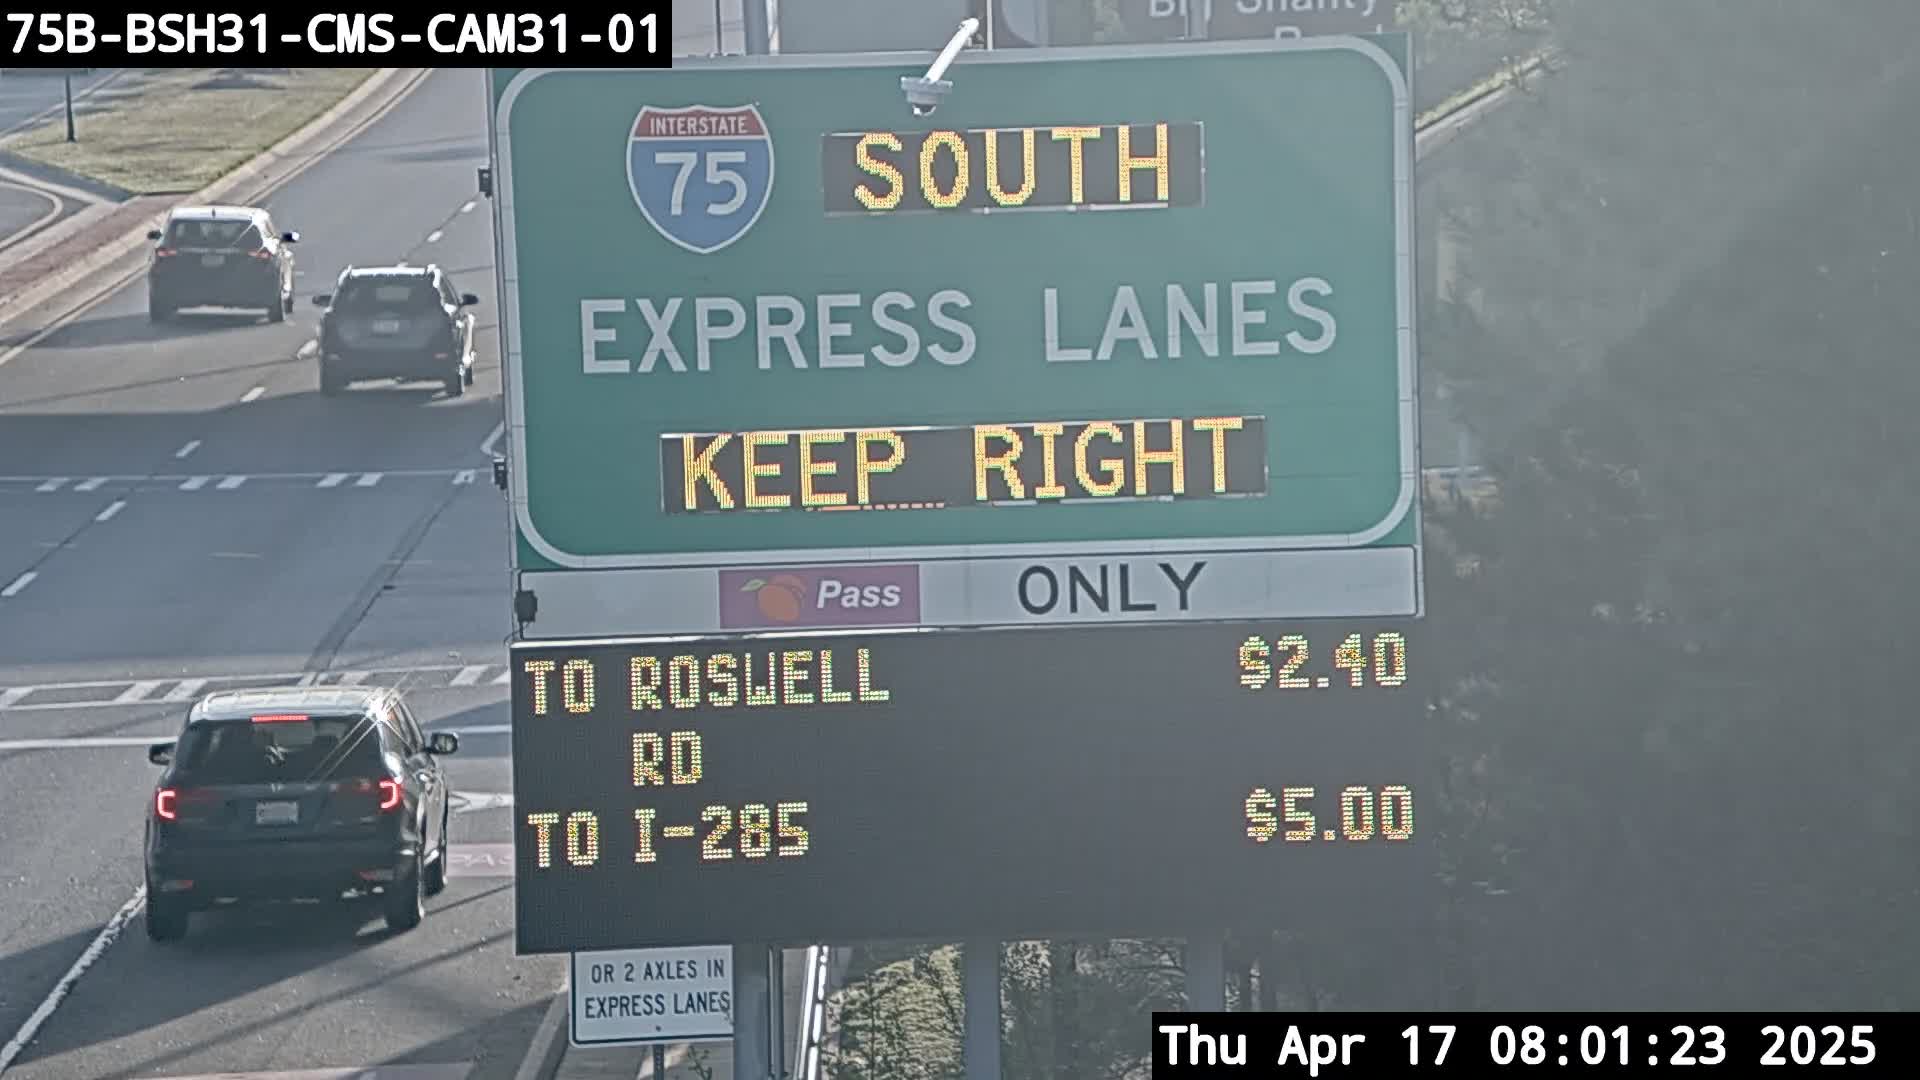 75B-BSH31-CMS-CAM31-01
Shanty
INTERSTATE
75
SOUTH
EXPRESS LANES
KEEP RIGHT
Pass ONLY
TO ROSWELL $2.40
RD
TO I-285 $5.00
OR 2 AXLES IN
EXPRESS LANES
Thu Apr 17 08:01:23 2025